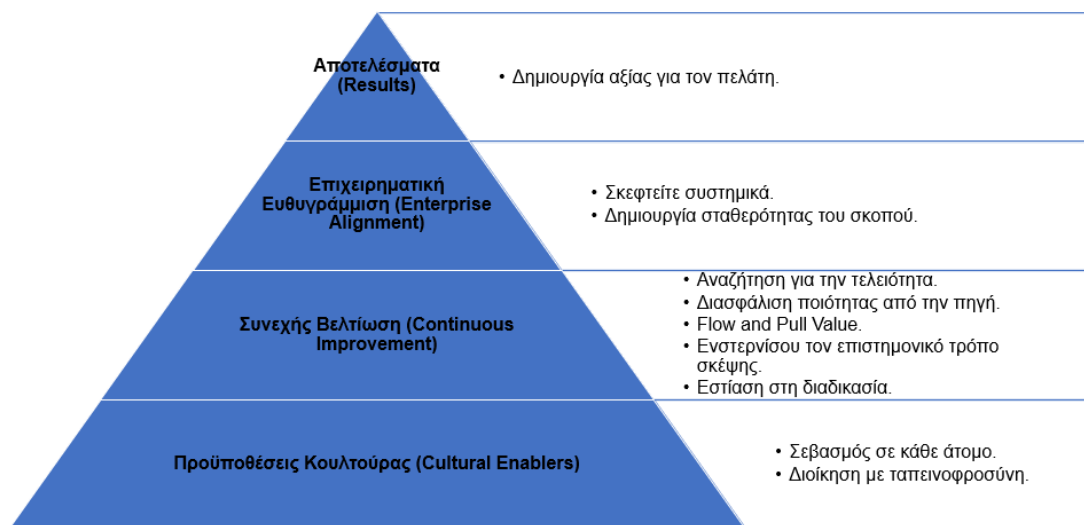 Αποτελέσματα
(Results)
• Δημιουργία αξίας για τον πελάτη.
Επιχειρηματική
Ευθυγράμμιση (Enterprise
Alignment)
• Σκεφτείτε συστημικά.
• Δημιουργία σταθερότητας του σκοπού.
Συνεχής Βελτίωση (Continuous
Improvement)
• Αναζήτηση για την τελειότητα.
• Διασφάλιση ποιότητας από την πηγή.
• Flow and Pull Value.
• Ενστερνίσου τον επιστημονικό τρόπο
σκέψης.
• Εστίαση στη διαδικασία.
Προϋποθέσεις Κουλτούρας (Cultural Enablers)
• Σεβασμός σε κάθε άτομο.
• Διοίκηση με ταπεινοφροσύνη.